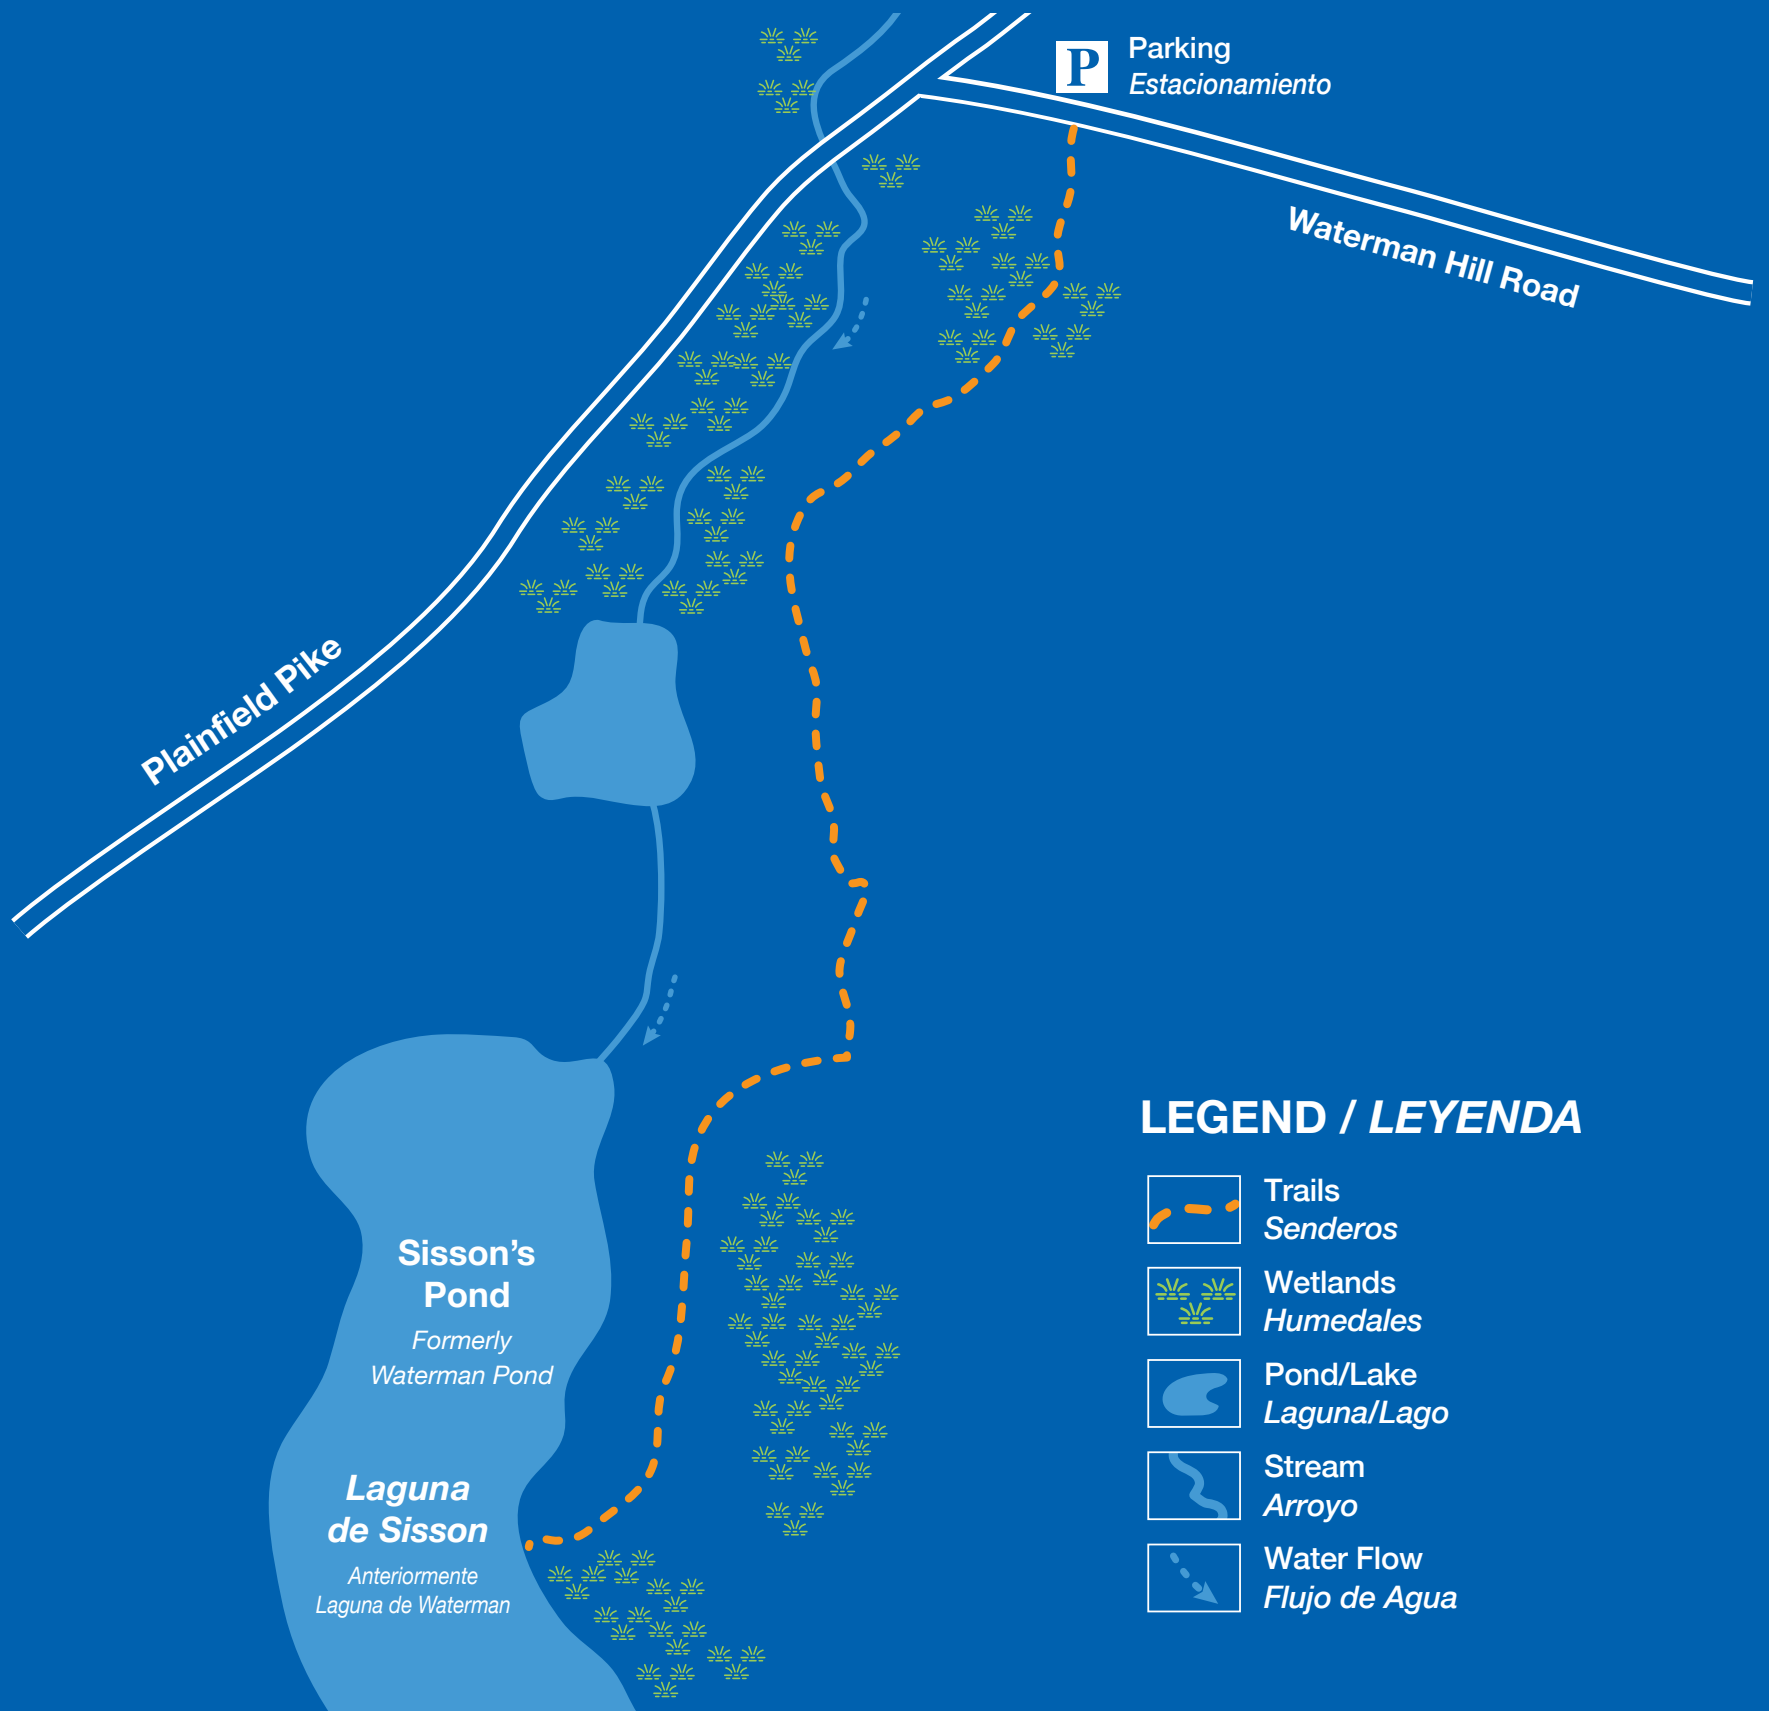 P
Parking
Estacionamiento
Waterman Hill Road
Plainfield Pike
Sisson's
Pond
Formerly
Waterman Pond
Laguna
de Sisson
Anteriormente
Laguna de Waterman
LEGEND / LEYENDA
Trails
Senderos
Wetlands
Humedales
Pond/Lake
Laguna/Lago
Stream
Arroyo
Water Flow
Flujo de Agua